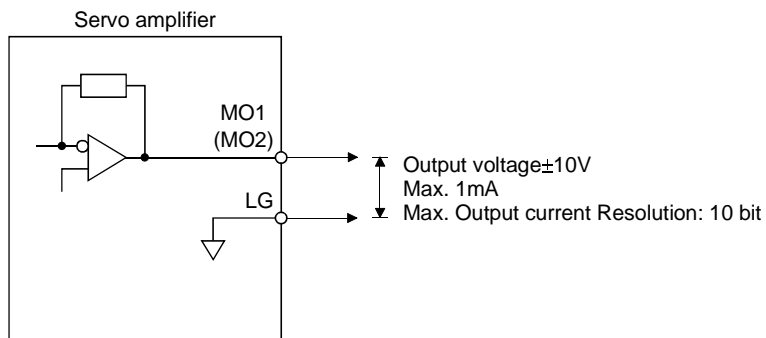 Servo amplifier
MO1
(MO2)
LG
Output voltage±10V
Max. 1mA
Max. Output current Resolution: 10 bit